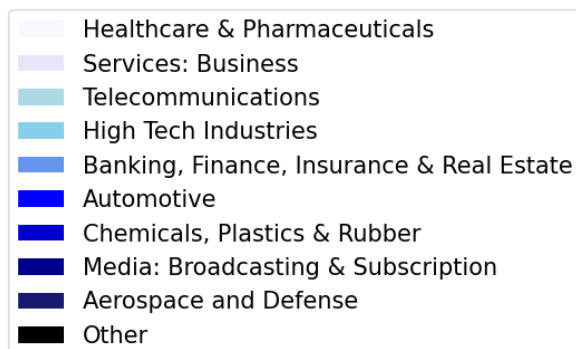 Healthcare & Pharmaceuticals
Services: Business
Telecommunications
High Tech Industries
Banking, Finance, Insurance & Real Estate
Automotive
Chemicals, Plastics & Rubber
Media: Broadcasting & Subscription
Aerospace and Defense
Other